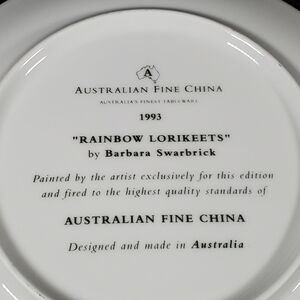 A
AUSTRALIAN FINE CHINA
AUSTRALIA'S FINEST TABLEWARE
1993
"RAINBOW LORIKEETS"
by Barbara Swarbrick
Painted by the artist exclusively for this edition
and fired to the highest quality standards of
AUSTRALIAN FINE CHINA
Designed and made in Australia